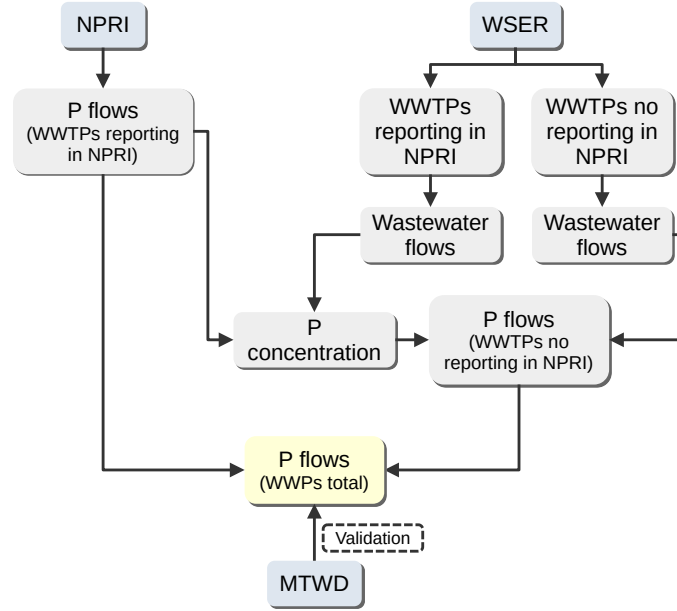 NPRI
WSER
P flows
(WWTPs reporting
in NPRI)
WWTPs
reporting in
NPRI
WWTPs no
reporting in
NPRI
Wastewater
flows
Wastewater
flows
P
concentration
P flows
(WWTPs no
reporting in NPRI)
P flows
(WWPs total)
Validation
MTWD